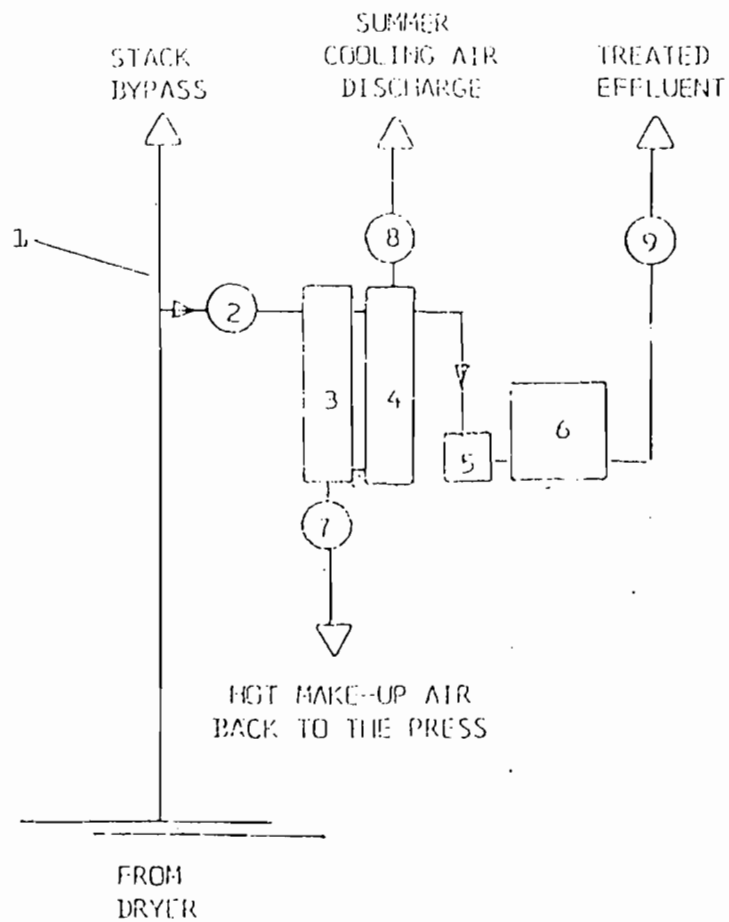 STACK
BYPASS
SUMMER
COOLING AIR
DISCHARGE
TREATED
EFFLUENT
1
2
3
4
5
6
7
8
9
HOT MAKE-UP AIR
BACK TO THE PRESS
FROM
DRYER